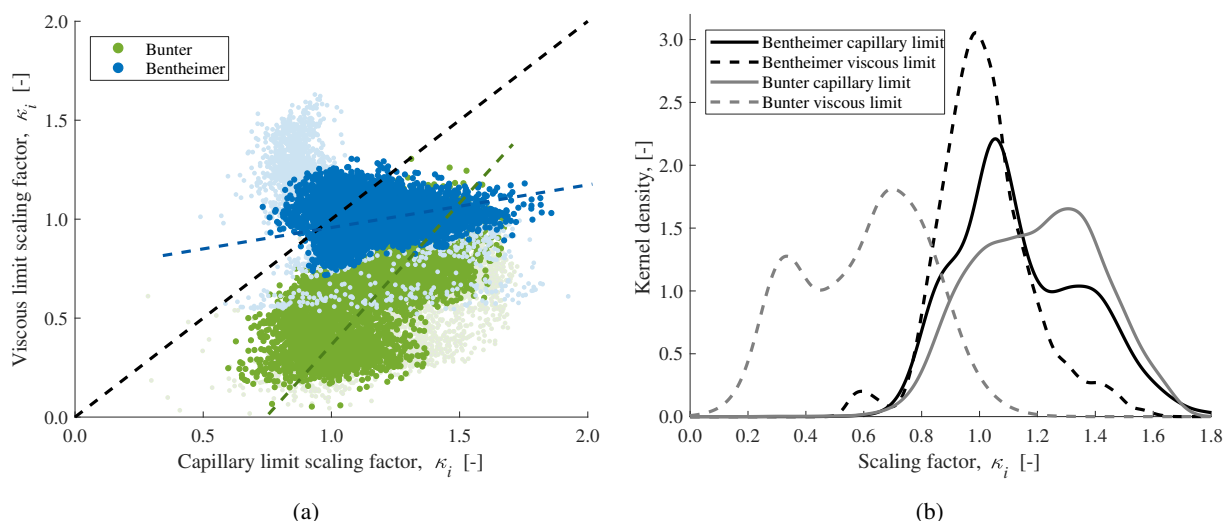 2.0
1.5
1.0
0.5
0.0
Viscous limit scaling factor, κi [-]
Bunter
Bentheimer
0.0 0.5 1.0 1.5 2.0
Capillary limit scaling factor, κi [-]
(a)
3.0
2.5
2.0
1.5
1.0
0.5
0.0
Kernel density, [-]
Bentheimer capillary limit
Bentheimer viscous limit
Bunter capillary limit
Bunter viscous limit
0.0 0.2 0.4 0.6 0.8 1.0 1.2 1.4 1.6 1.8
Scaling factor, κi [-]
(b)